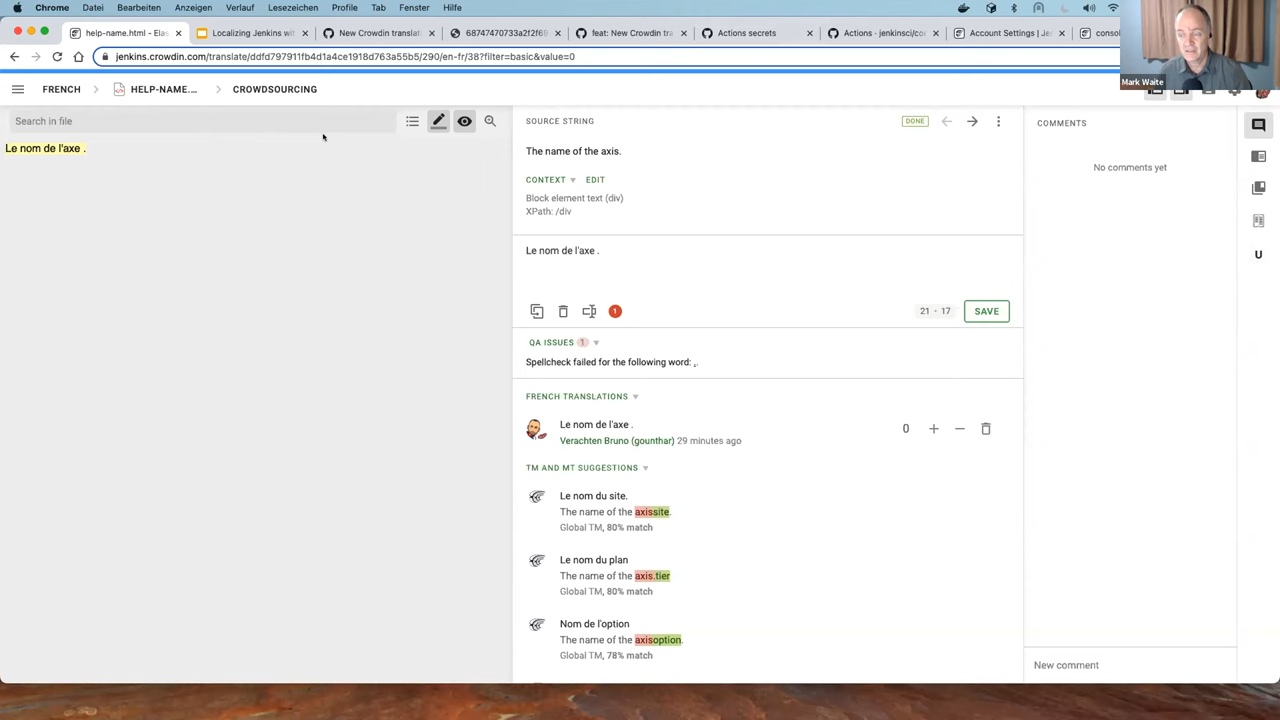 Chrome Datei Bearbeiten Anzeigen Verlauf Lesezeichen Profile Tab Fenster Hilfe
help-name.html - Elas
Localizing Jenkins wit
New Crowdin translat
68747470733a2f2f69
feat: New Crowdin tra
Actions secrets
Actions · jenkinsci/co
Account Settings | Je
conso
jenkins.crowdin.com/translate/ddfd797911fb4d1a4ce1918d763a55b5/290/en-fr/38?filter=basic&value=0
Mark Waite
FRENCH HELP-NAME.... CROWDSOURCING
Search in file
Le nom de l'axe .
SOURCE STRING DONE
The name of the axis.
CONTEXT EDIT
Block element text (div)
XPath: /div
Le nom de l'axe .
1 21 · 17 SAVE
QA ISSUES 1
Spellcheck failed for the following word: .
FRENCH TRANSLATIONS
Le nom de l'axe .
Verachten Bruno (gounthar) 29 minutes ago
0
TM AND MT SUGGESTIONS
Le nom du site.
The name of the axissite.
Global TM, 80% match
Le nom du plan
The name of the axis.tier
Global TM, 80% match
Nom de l'option
The name of the axisoption.
Global TM, 78% match
COMMENTS
No comments yet
New comment
U